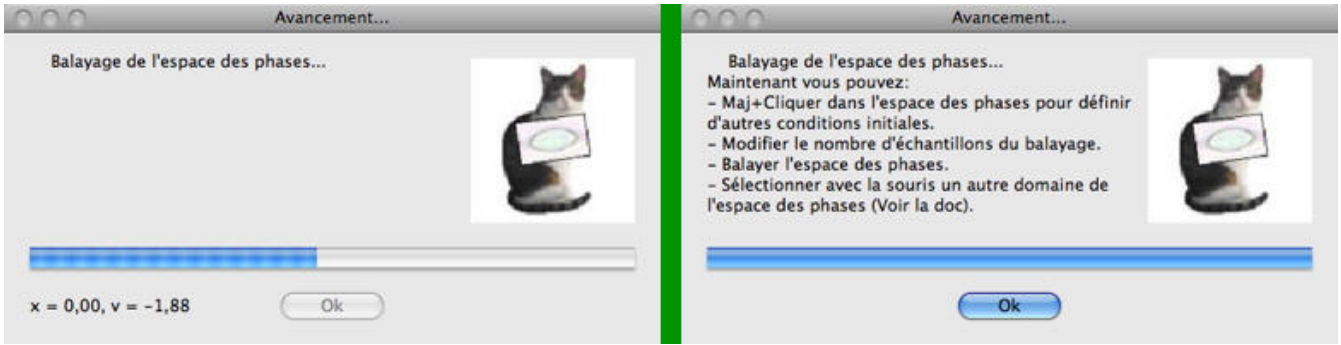 Avancement...
Balayage de l'espace des phases...
x = 0,00, v = -1,88
Ok
Avancement...
Balayage de l'espace des phases...
Maintenant vous pouvez:
- Maj+Cliquer dans l'espace des phases pour définir
d'autres conditions initiales.
- Modifier le nombre d'échantillons du balayage.
- Balayer l'espace des phases.
- Sélectionner avec la souris un autre domaine de
l'espace des phases (Voir la doc).
Ok